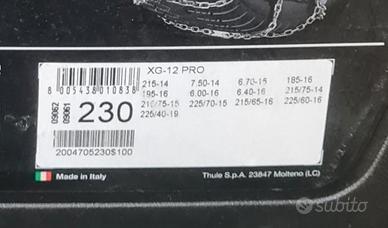 XG-12 PRO
8 005438 010838
09062
09061
230
215-14 7.50-14 6.70-15 185-16
195-16 6.00-16 6.40-16 215/75-14
215/75-15 225/70-15 215/65-16 225/60-16
225/40-19
2004705230S100
Made in Italy
Thule S.p.A. 23847 Molteno (LC)
subito